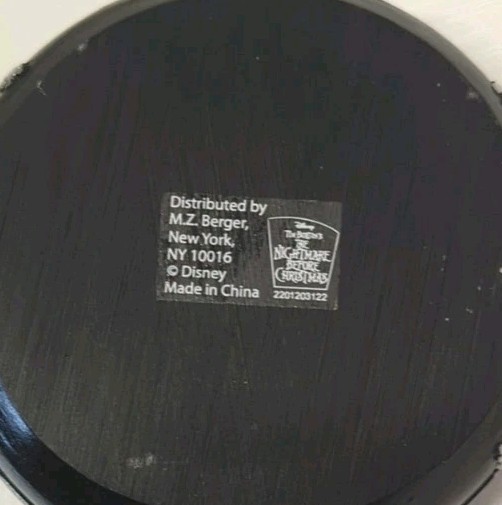 Distributed by
M.Z. Berger,
New York,
NY 10016
© Disney
Made in China
Disney
Tim Burton's
THE
NIGHTMARE
BEFORE
CHRISTMAS
2201203122